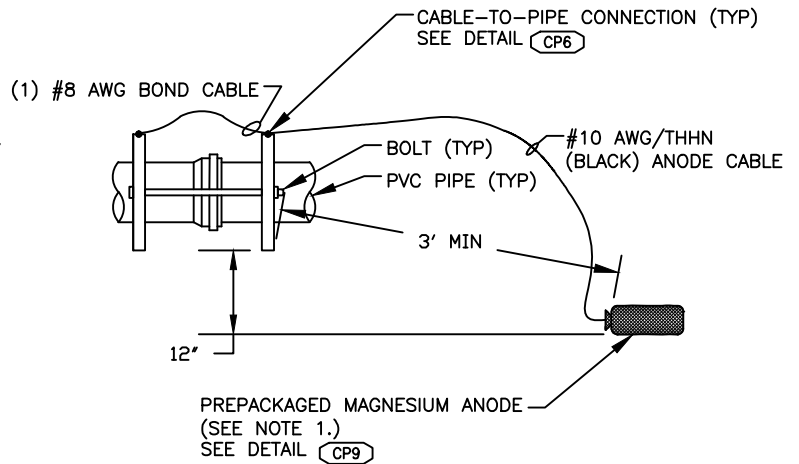 CABLE-TO-PIPE CONNECTION (TYP)
SEE DETAIL CP6
(1) #8 AWG BOND CABLE
#10 AWG/THHN
(BLACK) ANODE CABLE
BOLT (TYP)
PVC PIPE (TYP)
3' MIN
12"
PREPACKAGED MAGNESIUM ANODE
(SEE NOTE 1.)
SEE DETAIL CP9